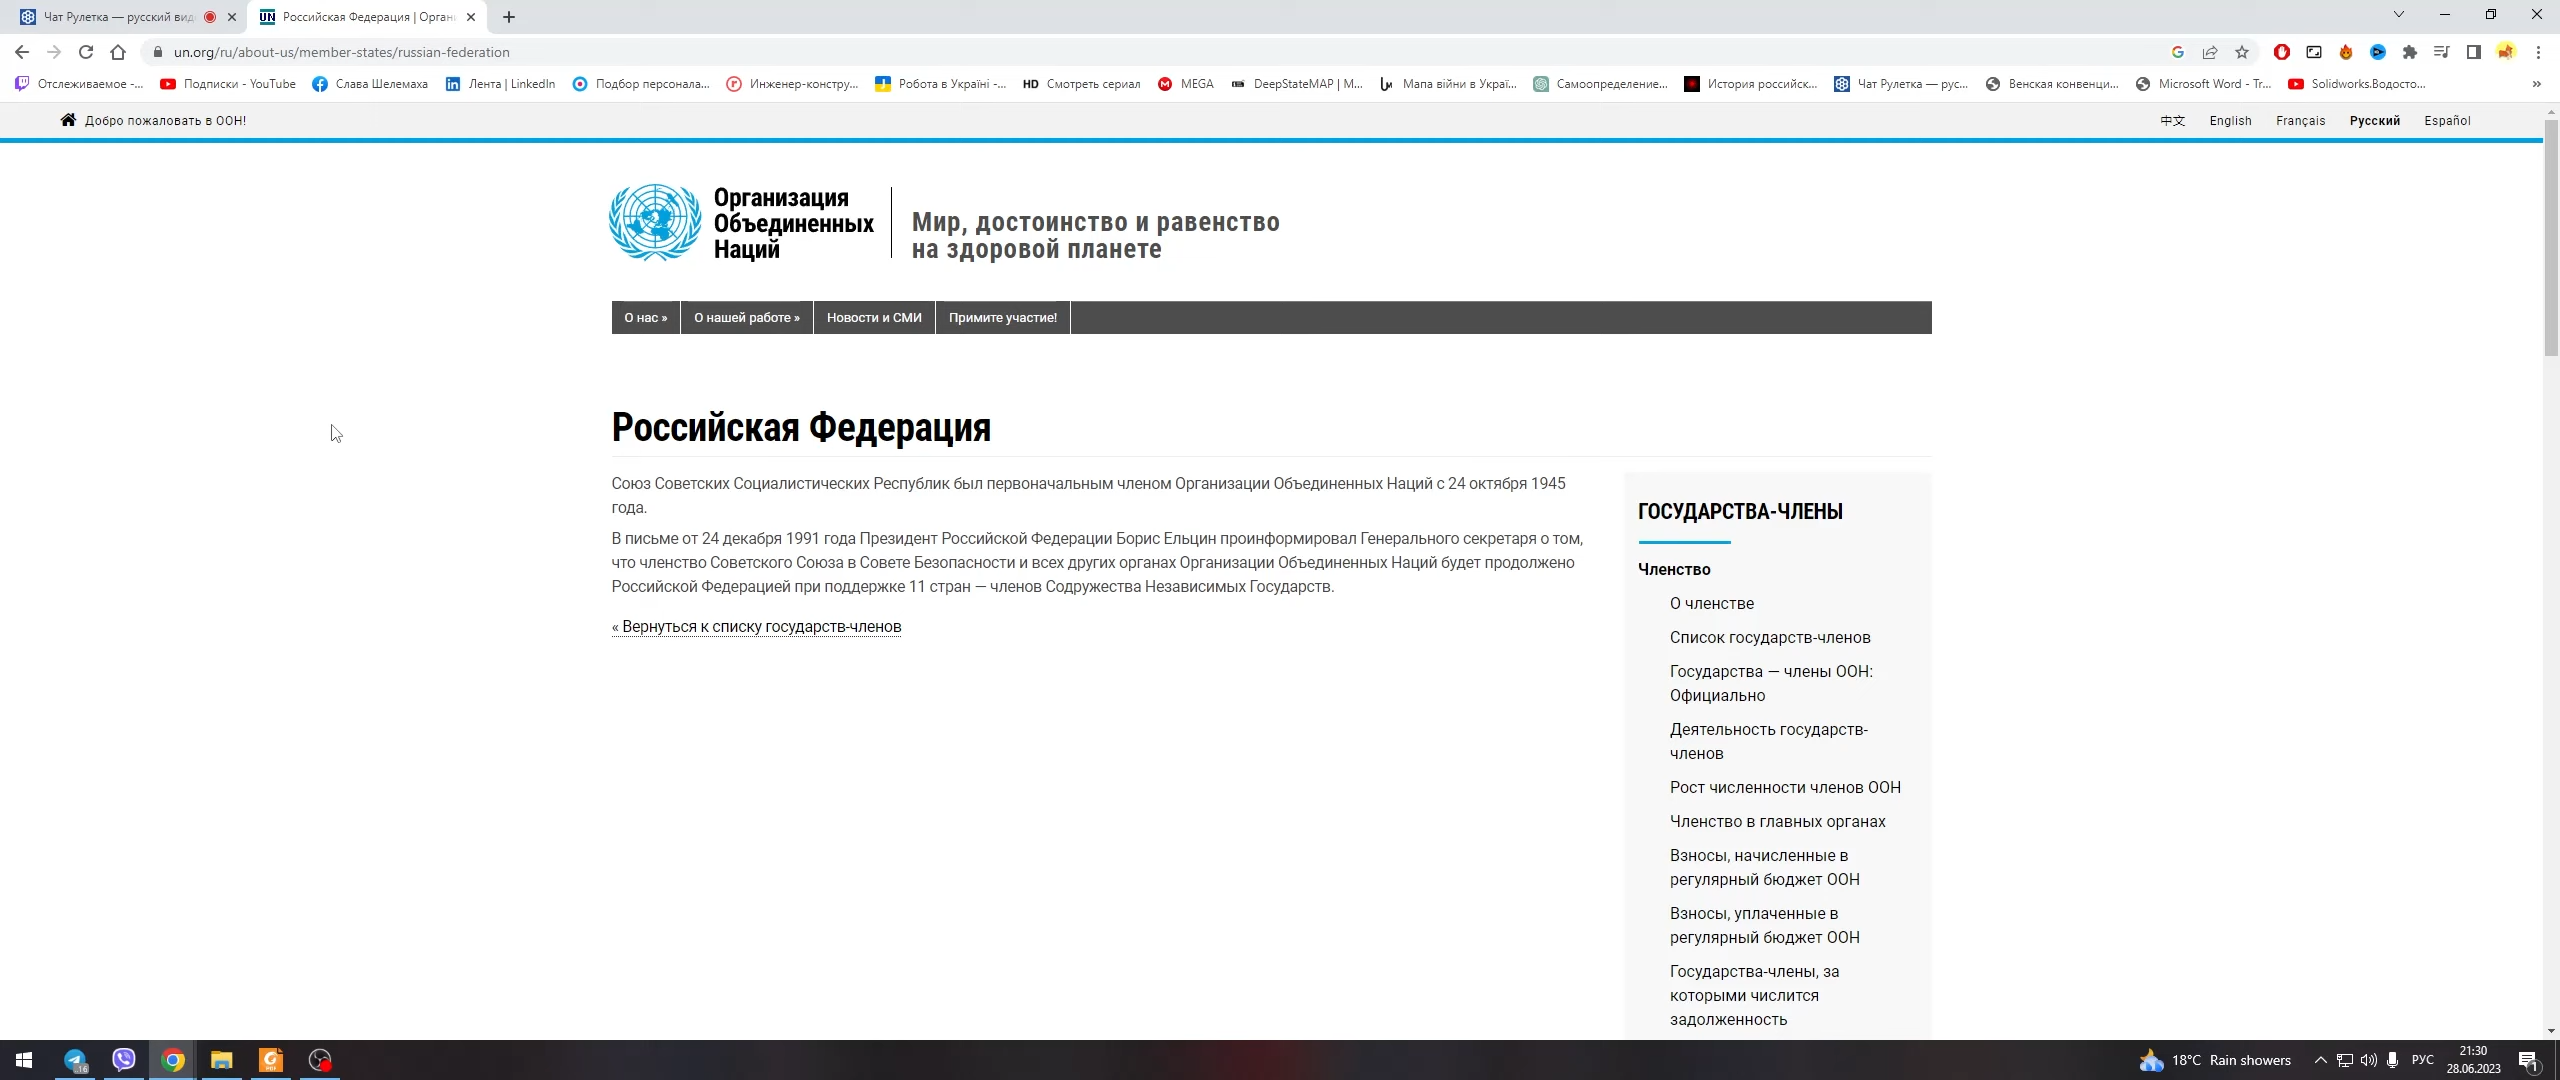 Чат Рулетка — русский вид
Российская Федерация | Орган
un.org/ru/about-us/member-states/russian-federation
Отслеживаемое -...
Подписки - YouTube
Слава Шелемаха
Лента | LinkedIn
Подбор персонала...
Инженер-констру...
Робота в Україні -...
HD Смотреть сериал
MEGA
DeepStateMAP | М...
Мапа війни в Украї...
Самоопределение...
История российск...
Чат Рулетка — рус...
Венская конвенци...
Microsoft Word - Tr...
Solidworks.Водосто...
»
Добро пожаловать в ООН!
中文 English Français Русский Español
Организация
Объединенных
Наций
Мир, достоинство и равенство
на здоровой планете
О нас » О нашей работе » Новости и СМИ Примите участие!
Российская Федерация
Союз Советских Социалистических Республик был первоначальным членом Организации Объединенных Наций с 24 октября 1945
года.
В письме от 24 декабря 1991 года Президент Российской Федерации Борис Ельцин проинформировал Генерального секретаря о том,
что членство Советского Союза в Совете Безопасности и всех других органах Организации Объединенных Наций будет продолжено
Российской Федерацией при поддержке 11 стран — членов Содружества Независимых Государств.
« Вернуться к списку государств-членов
ГОСУДАРСТВА-ЧЛЕНЫ
Членство
О членстве
Список государств-членов
Государства — члены ООН:
Официально
Деятельность государств-
членов
Рост численности членов ООН
Членство в главных органах
Взносы, начисленные в
регулярный бюджет ООН
Взносы, уплаченные в
регулярный бюджет ООН
Государства-члены, за
которыми числится
задолженность
18°C Rain showers
РУС
21:30
28.06.2023